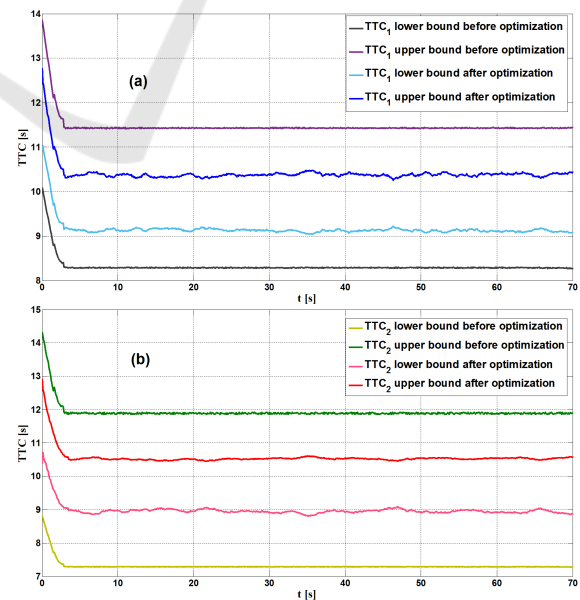 14
13
12
11
10
9
8
TTC [s]
(a)
TTC1 lower bound before optimization
TTC1 upper bound before optimization
TTC1 lower bound after optimization
TTC1 upper bound after optimization
0 10 20 30 40 50 60 70
t [s]
15
14
13
12
11
10
9
8
7
TTC [s]
(b)
TTC2 lower bound before optimization
TTC2 upper bound before optimization
TTC2 lower bound after optimization
TTC2 upper bound after optimization
0 10 20 30 40 50 60 70
t [s]